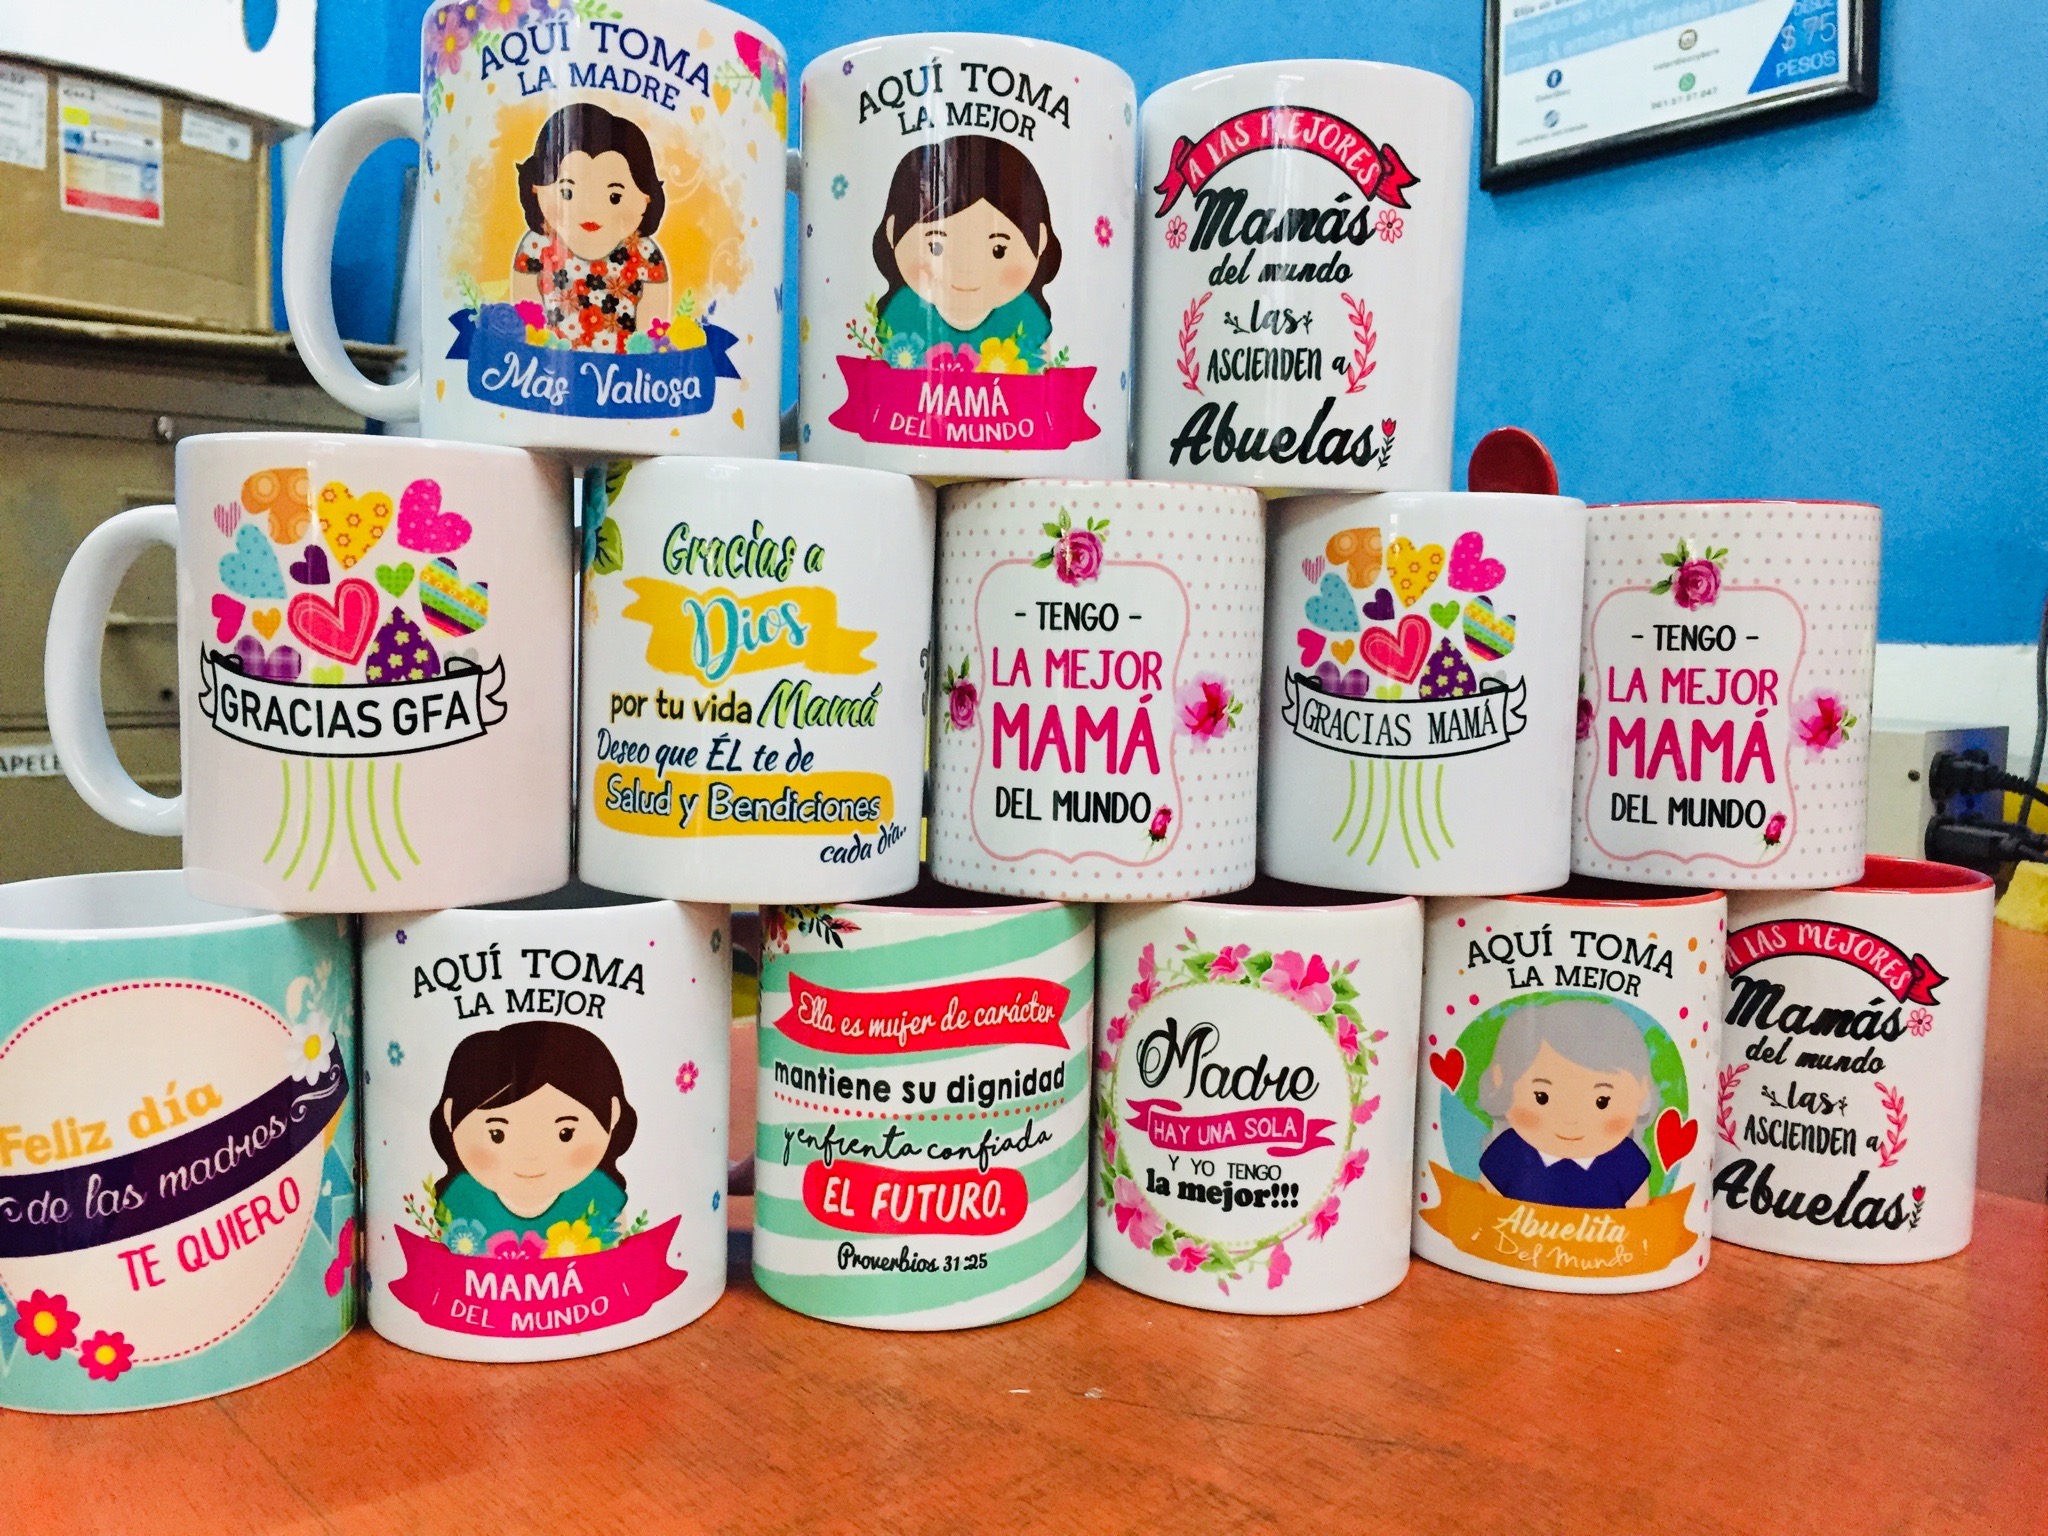 AQUÍ TOMA
LA MADRE
Más Valiosa
AQUÍ TOMA
LA MEJOR
MAMÁ
¡ DEL MUNDO !
A LAS MEJORES
Mamás
del mundo
las
ASCIENDEN a
Abuelas
DESDE
$ 75
PESOS
GRACIAS GFA
Gracias a
Dios
por tu vida Mamá
Deseo que ÉL te de
Salud y Bendiciones
cada día..
- TENGO -
LA MEJOR
MAMÁ
DEL MUNDO
GRACIAS MAMÁ
- TENGO -
LA MEJOR
MAMÁ
DEL MUNDO
APELE
Feliz día
de las madres
TE QUIERO
AQUÍ TOMA
LA MEJOR
MAMÁ
¡ DEL MUNDO !
Ella es mujer de carácter
mantiene su dignidad
y enfrenta confiada
EL FUTURO.
Proverbios 31:25
Madre
HAY UNA SOLA
Y YO TENGO
la mejor!!!
AQUÍ TOMA
LA MEJOR
Abuelita
¡ Del Mundo !
A LAS MEJORES
Mamás
del mundo
las
ASCIENDEN a
Abuelas